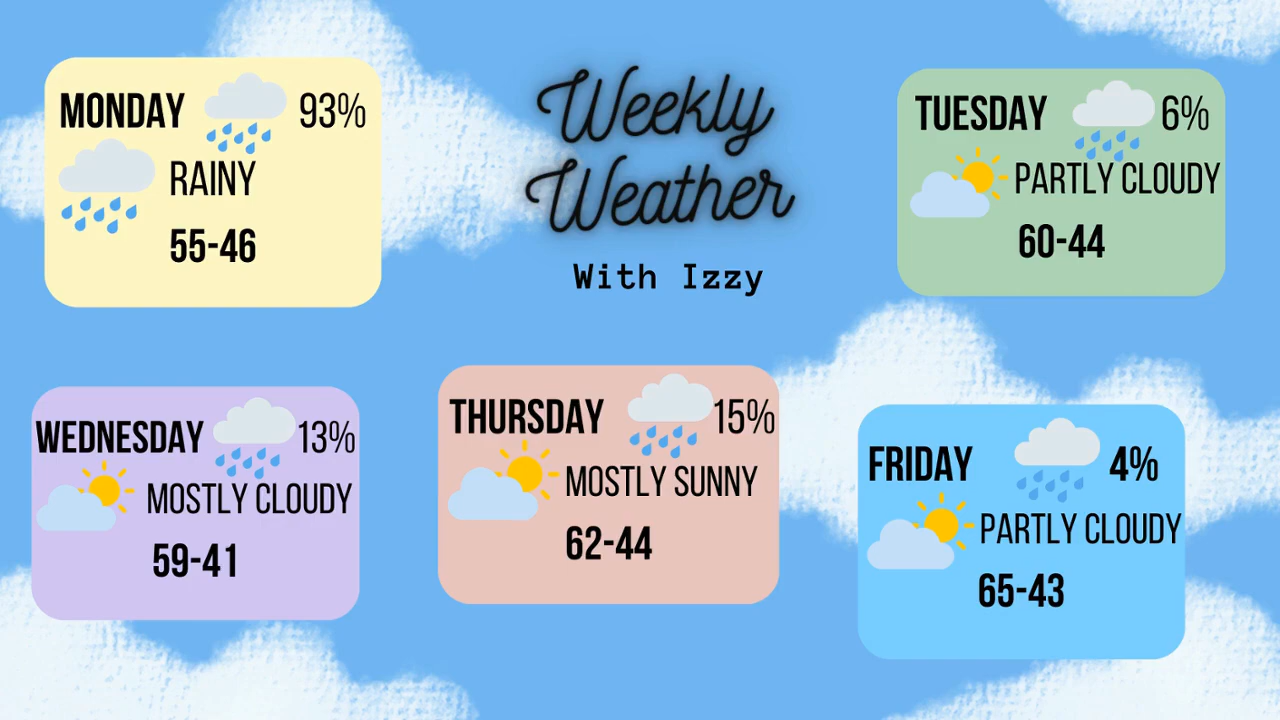 Weekly
Weather
With Izzy
MONDAY 93%
RAINY
55-46
TUESDAY 6%
PARTLY CLOUDY
60-44
WEDNESDAY 13%
MOSTLY CLOUDY
59-41
THURSDAY 15%
MOSTLY SUNNY
62-44
FRIDAY 4%
PARTLY CLOUDY
65-43